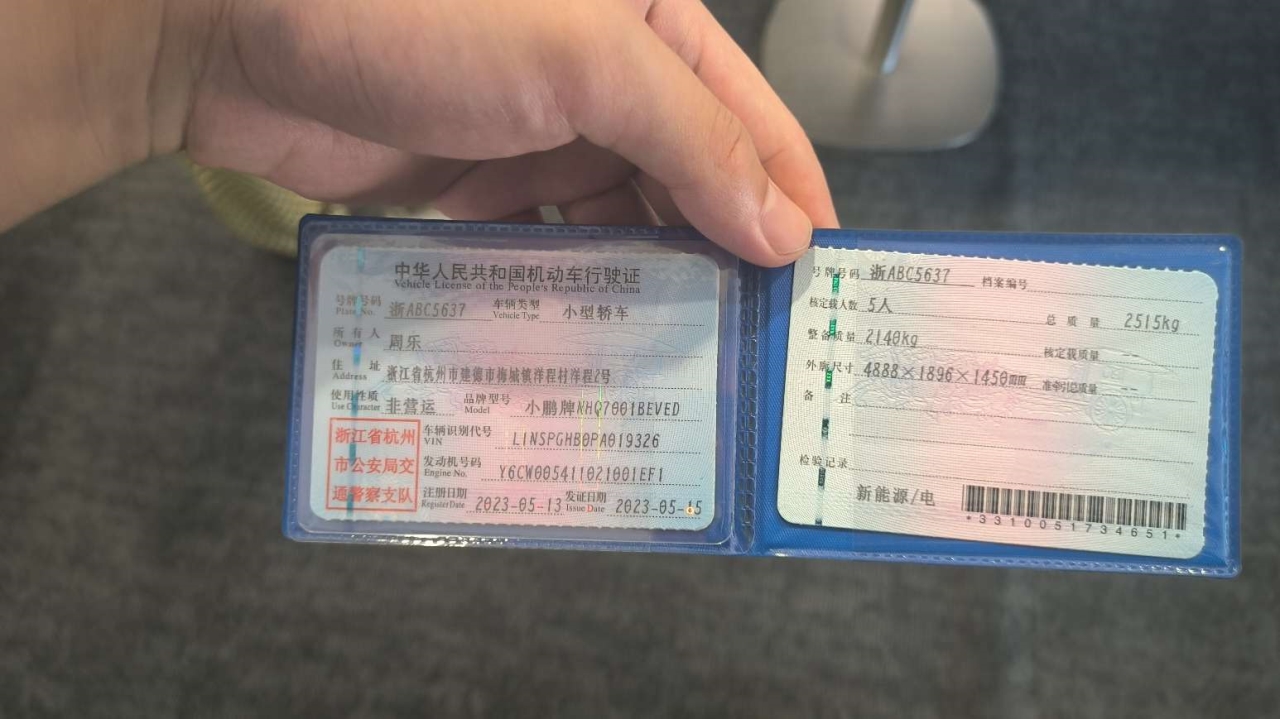 中华人民共和国机动车行驶证
Vehicle License of the People's Republic of China
号牌号码 浙ABC5637 车辆类型 小型轿车
Plate No. Vehicle Type
所有人 周乐
Owner
住址 浙江省杭州市建德市梅城镇洋程村洋程2号
Address
使用性质 非营运 品牌型号 小鹏牌NHQ7001BEVED
Use Character Model
浙江省杭州
市公安局交
通警察支队
车辆识别代号 L1NSPGHB0PA019326
VIN
发动机号码 Y6CW005411021001EF1
Engine No.
注册日期 2023-05-13 发证日期 2023-05-15
Register Date Issue Date
号牌号码 浙ABC5637 档案编号
核定载人数 5人 总质量 2515kg
整备质量 2140kg 核定载质量 --
外廓尺寸 4888×1896×1450mm 准牵引总质量 --
备注
检验记录
新能源/电
*3310051734651*